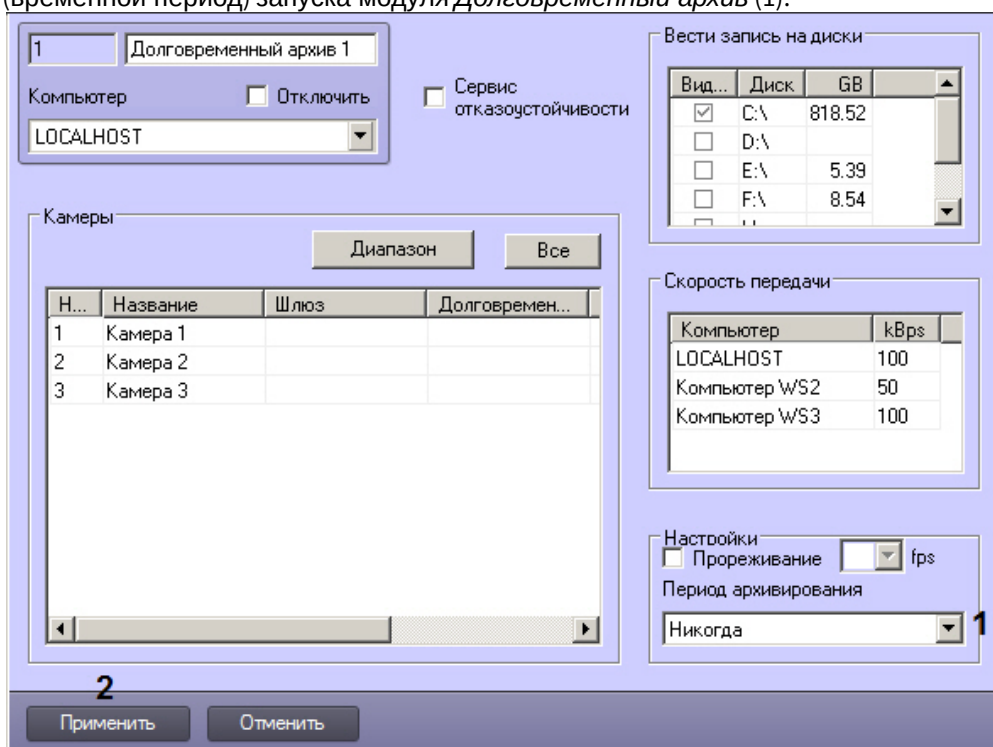 (временной период) запуска модуля Долговременный архив (1).
1 Долговременный архив 1
Компьютер Отключить
LOCALHOST
Сервис
отказоустойчивости
Вести запись на диски
Вид... Диск GB
C:\ 818.52
D:\
E:\ 5.39
F:\ 8.54
Камеры
Диапазон Все
Н... Название Шлюз Долговремен...
1 Камера 1
2 Камера 2
3 Камера 3
Скорость передачи
Компьютер kBps
LOCALHOST 100
Компьютер WS2 50
Компьютер WS3 100
Настройки
Прореживание fps
Период архивирования
Никогда 1
2
Применить Отменить